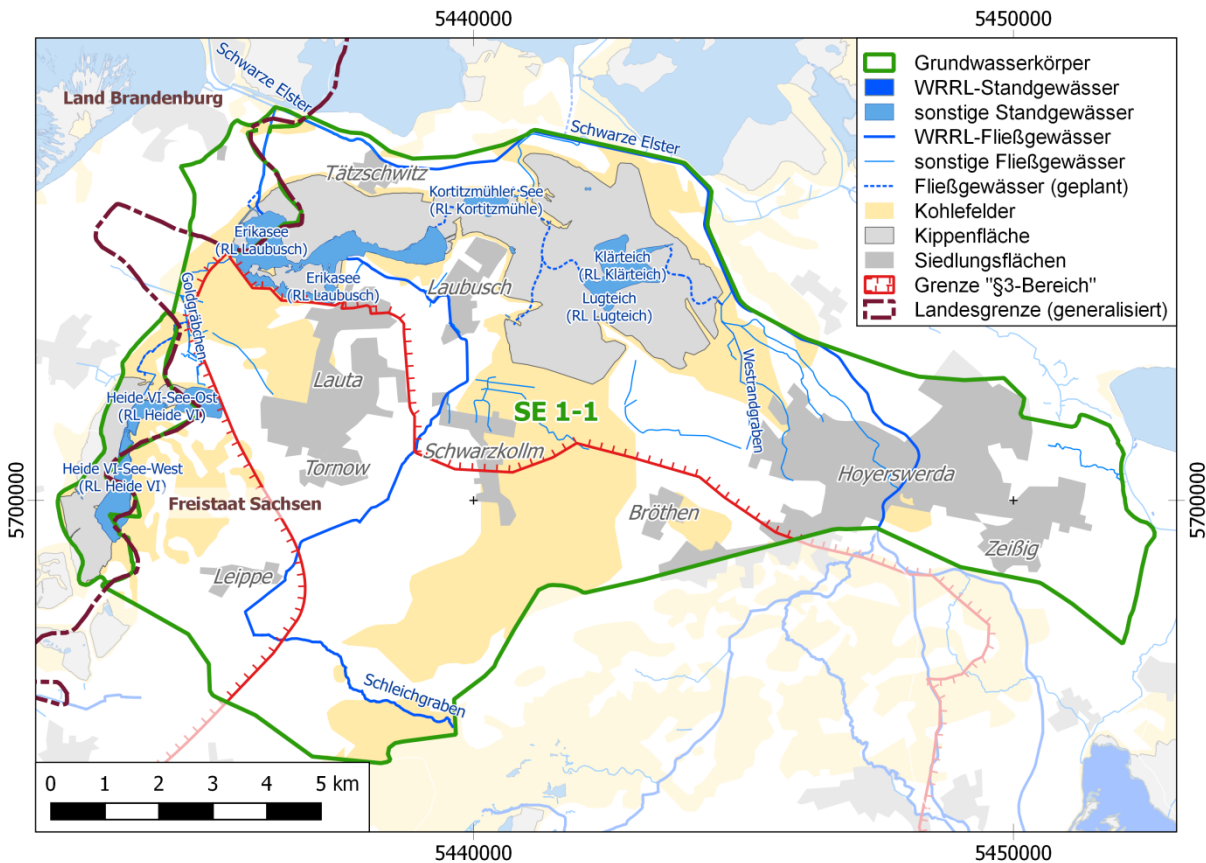 5440000
5450000
Grundwasserkörper
WRRL-Standgewässer
sonstige Standgewässer
WRRL-Fließgewässer
sonstige Fließgewässer
Fließgewässer (geplant)
Kohlefelder
Kippenfläche
Siedlungsflächen
Grenze "§3-Bereich"
Landesgrenze (generalisiert)
Schwarze Elster
Land Brandenburg
Schwarze Elster
Tätzschwitz
Kortitzmühler See
(RL Kortitzmühle)
Erikasee
(RL Laubusch)
Klärteich
(RL Klärteich)
Erikasee
(RL Laubusch)
Laubusch
Lugteich
(RL Lugteich)
Goldgräbchen
Westrandgraben
Lauta
Heide VI-See-Ost
(RL Heide VI)
SE 1-1
Schwarzkollm
Tornow
Heide VI-See-West
(RL Heide VI)
Hoyerswerda
Freistaat Sachsen
Bröthen
5700000
5700000
Zeißig
Leippe
Schleichgraben
0 1 2 3 4 5 km
5440000
5450000